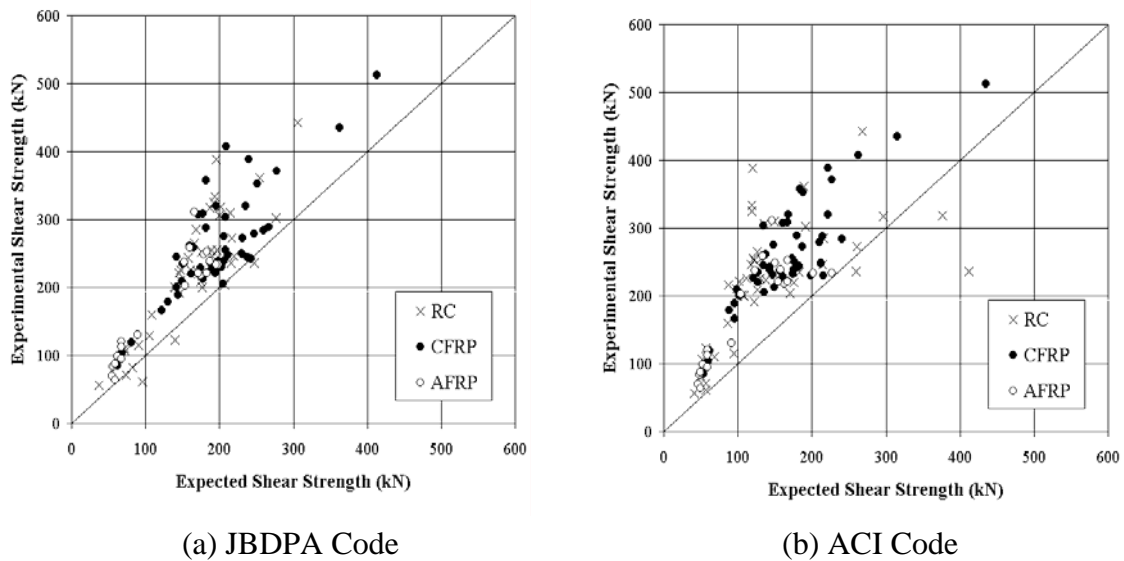 600
500
400
300
200
100
0
Experimental Shear Strength (kN)
RC
CFRP
AFRP
0 100 200 300 400 500 600
Expected Shear Strength (kN)
(a) JBDPA Code
600
500
400
300
200
100
0
Experimental Shear Strength (kN)
RC
CFRP
AFRP
0 100 200 300 400 500 600
Expected Shear Strength (kN)
(b) ACI Code